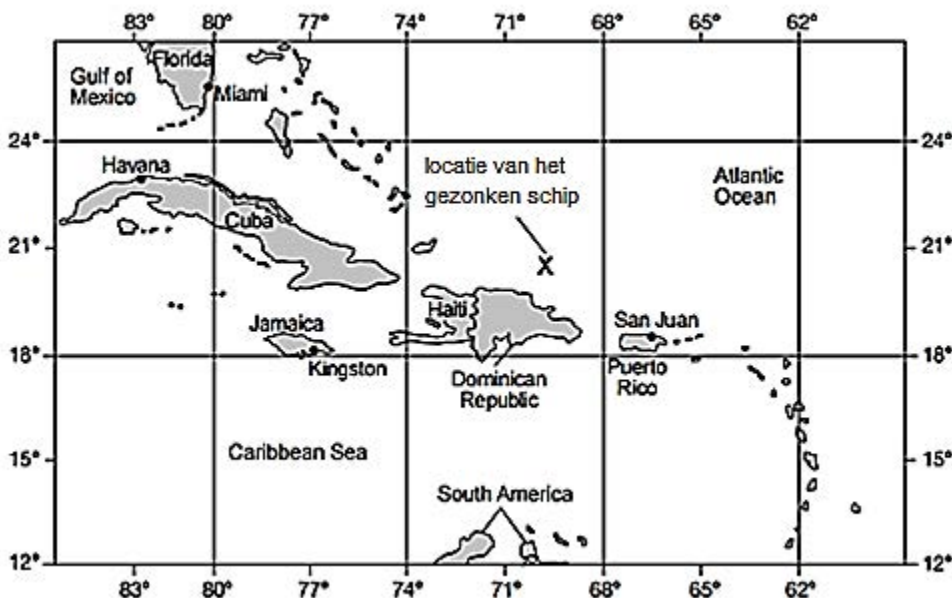 83° 80° 77° 74° 71° 68° 65° 62°
Florida
Gulf of
Mexico
Miami
24° 24°
Havana
locatie van het
gezonken schip
Atlantic
Ocean
Cuba
21° 21°
X
Haiti
Jamaica
San Juan
18° 18°
Kingston
Dominican
Republic
Puerto
Rico
15° 15°
Caribbean Sea
South America
12° 12°
83° 80° 77° 74° 71° 68° 65° 62°